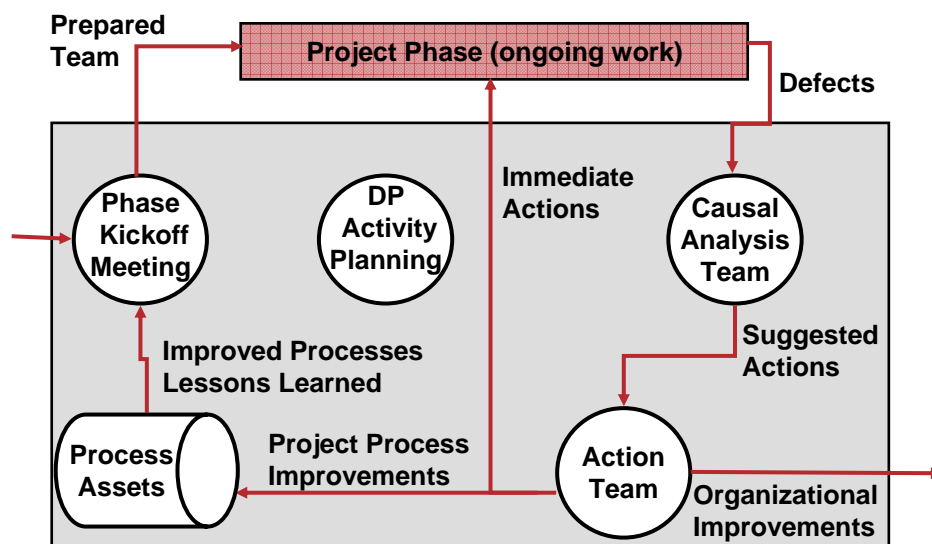 Prepared
Team
Project Phase (ongoing work)
Defects
Phase
Kickoff
Meeting
DP
Activity
Planning
Immediate
Actions
Causal
Analysis
Team
Improved Processes
Lessons Learned
Suggested
Actions
Process
Assets
Project Process
Improvements
Action
Team
Organizational
Improvements